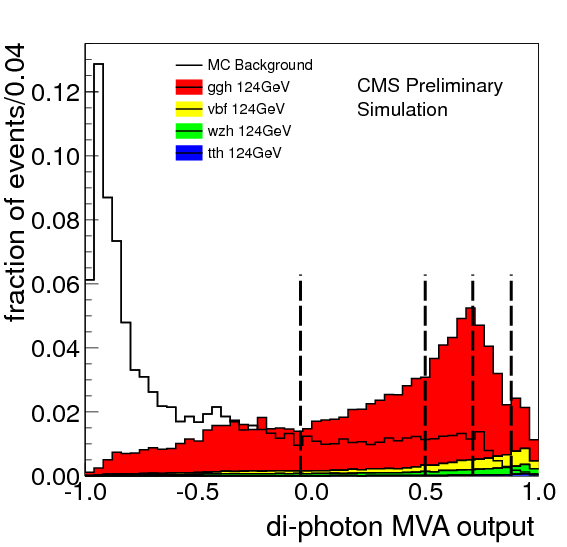 fraction of events/0.04
MC Background
ggh 124GeV
vbf 124GeV
wzh 124GeV
tth 124GeV
CMS Preliminary
Simulation
0.12
0.10
0.08
0.06
0.04
0.02
0.00
-1.0 -0.5 0.0 0.5 1.0
di-photon MVA output